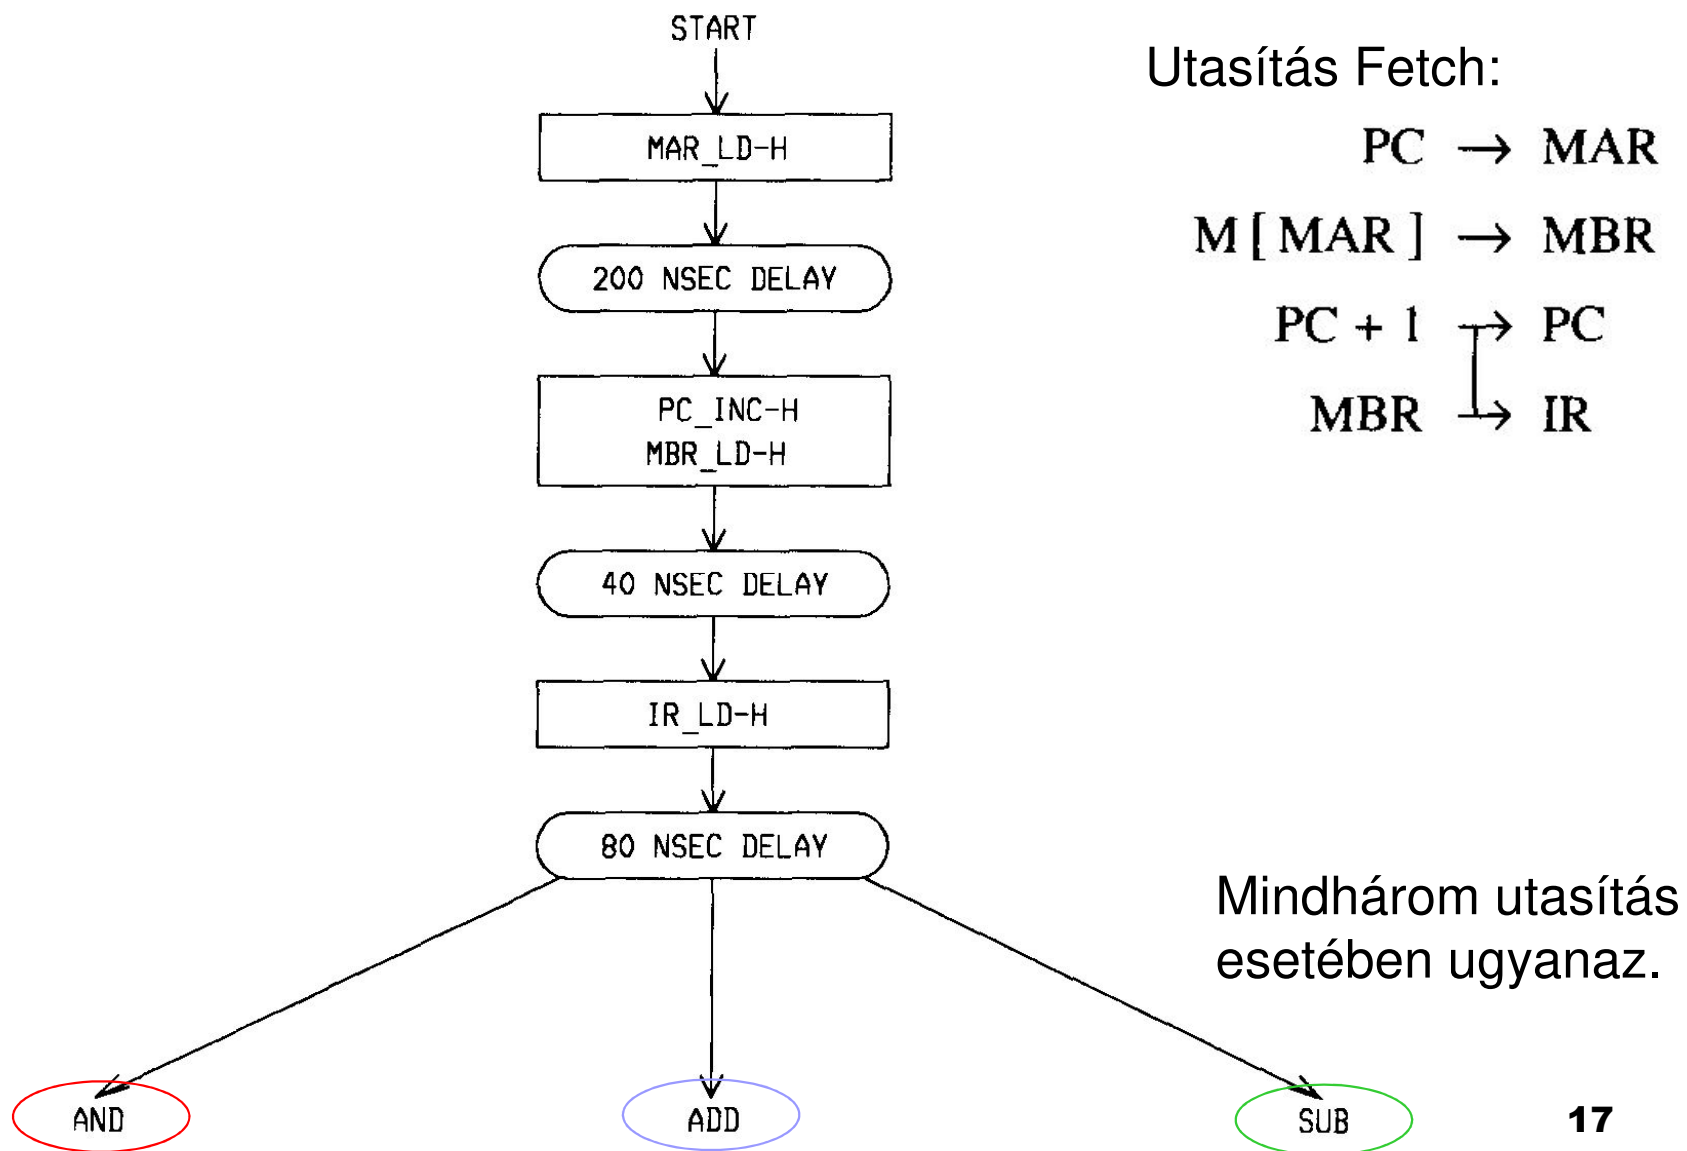 START
MAR_LD-H
200 NSEC DELAY
PC_INC-H
MBR_LD-H
40 NSEC DELAY
IR_LD-H
80 NSEC DELAY
AND
ADD
SUB
Utasítás Fetch:
PC → MAR
M [ MAR ] → MBR
PC + 1 → PC
MBR → IR
Mindhárom utasítás
esetében ugyanaz.
17